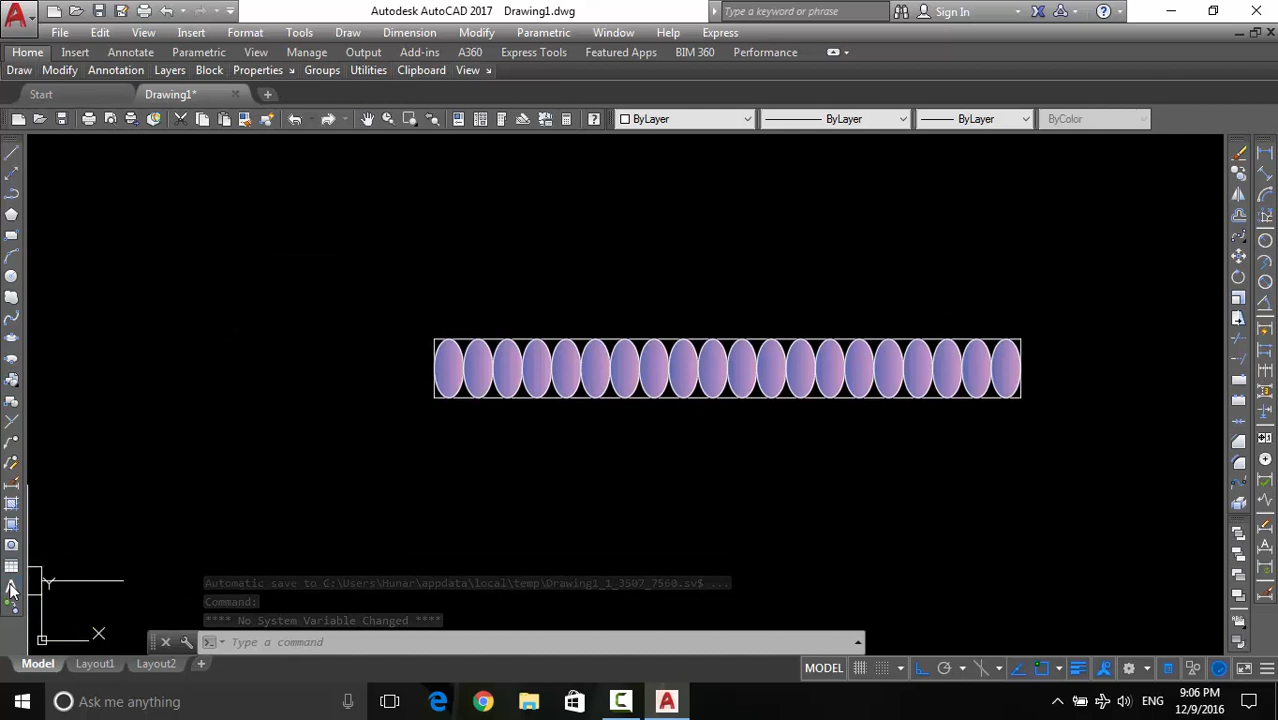 Autodesk AutoCAD 2017 Drawing1.dwg
Type a keyword or phrase
Sign In
File Edit View Insert Format Tools Draw Dimension Modify Parametric Window Help Express
Home Insert Annotate Parametric View Manage Output Add-ins A360 Express Tools Featured Apps BIM 360 Performance
Draw Modify Annotation Layers Block Properties Groups Utilities Clipboard View
Start Drawing1*
ByLayer ByLayer ByLayer ByColor
Automatic save to C:\Users\Hunar\appdata\local\temp\Drawing1_1_3507_7560.sv$ ...
Command:
**** No System Variable Changed ****
Y
X
Type a command
Model Layout1 Layout2
MODEL
Ask me anything
ENG
9:06 PM
12/9/2016